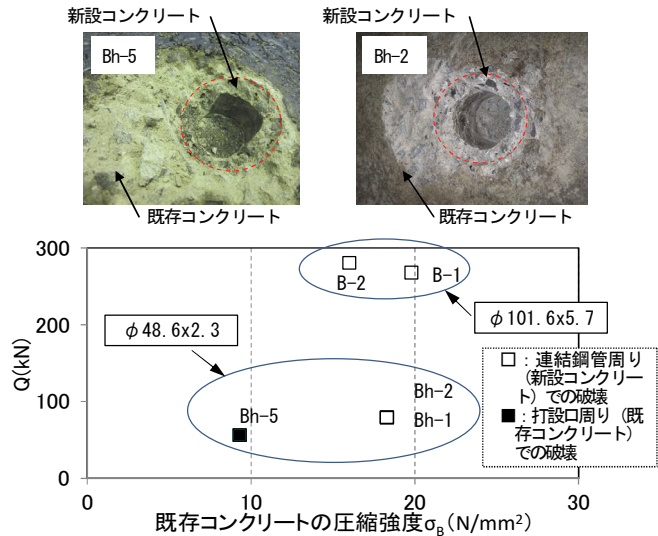 新設コンクリート
新設コンクリート
Bh-5
Bh-2
既存コンクリート
既存コンクリート
300
200
100
0
Q(kN)
B-2
B-1
φ101.6x5.7
φ48.6x2.3
Bh-2
Bh-5
Bh-1
□：連結鋼管周り
(新設コンクリー
ト)での破壊
■：打設口周り(既
存コンクリート)
での破壊
0
10
20
30
既存コンクリートの圧縮強度σB(N/mm²)